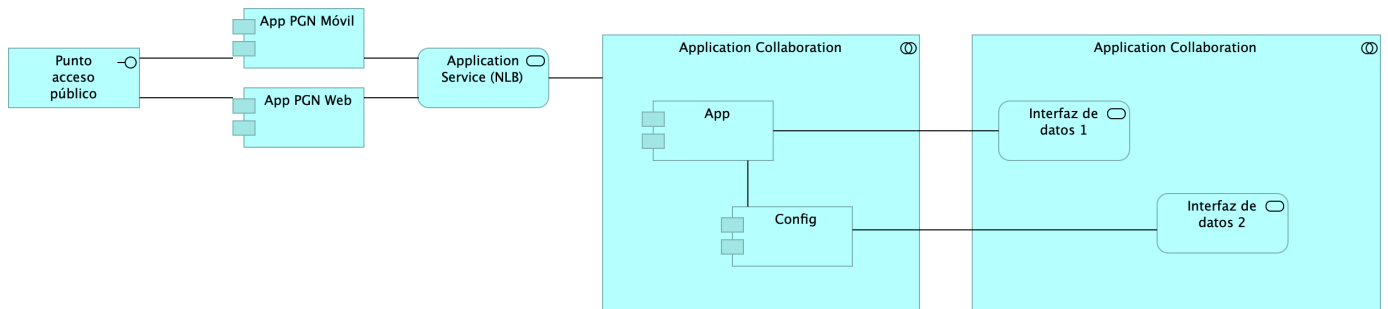 Punto
acceso
público
App PGN Móvil
App PGN Web
Application
Service (NLB)
Application Collaboration
App
Config
Application Collaboration
Interfaz de
datos 1
Interfaz de
datos 2